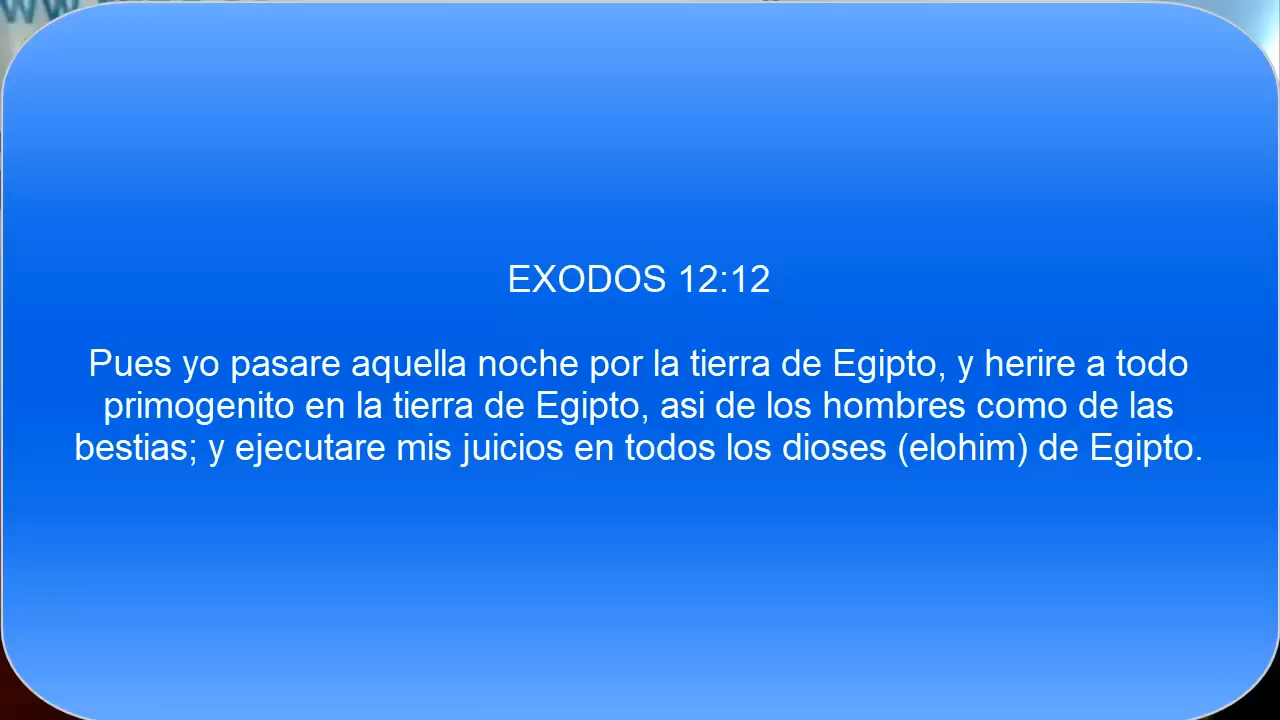 EXODOS 12:12
Pues yo pasare aquella noche por la tierra de Egipto, y herire a todo
primogenito en la tierra de Egipto, asi de los hombres como de las
bestias; y ejecutare mis juicios en todos los dioses (elohim) de Egipto.